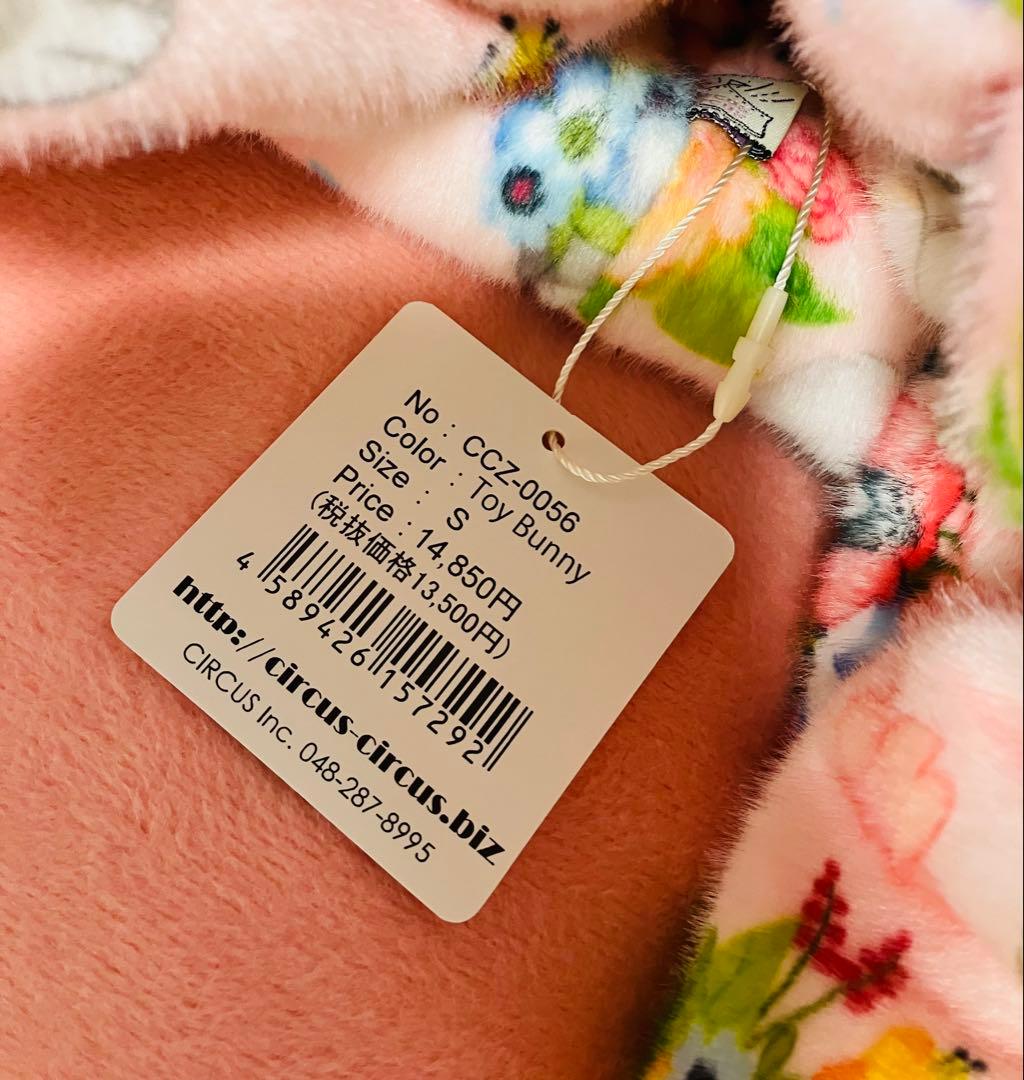 No : CCZ-0056
Color : Toy Bunny
Size : S
Price : 14,850円
(税抜価格13,500円)
4 589426 157292
http://circus-circus.biz
CIRCUS Inc. 048-287-8995